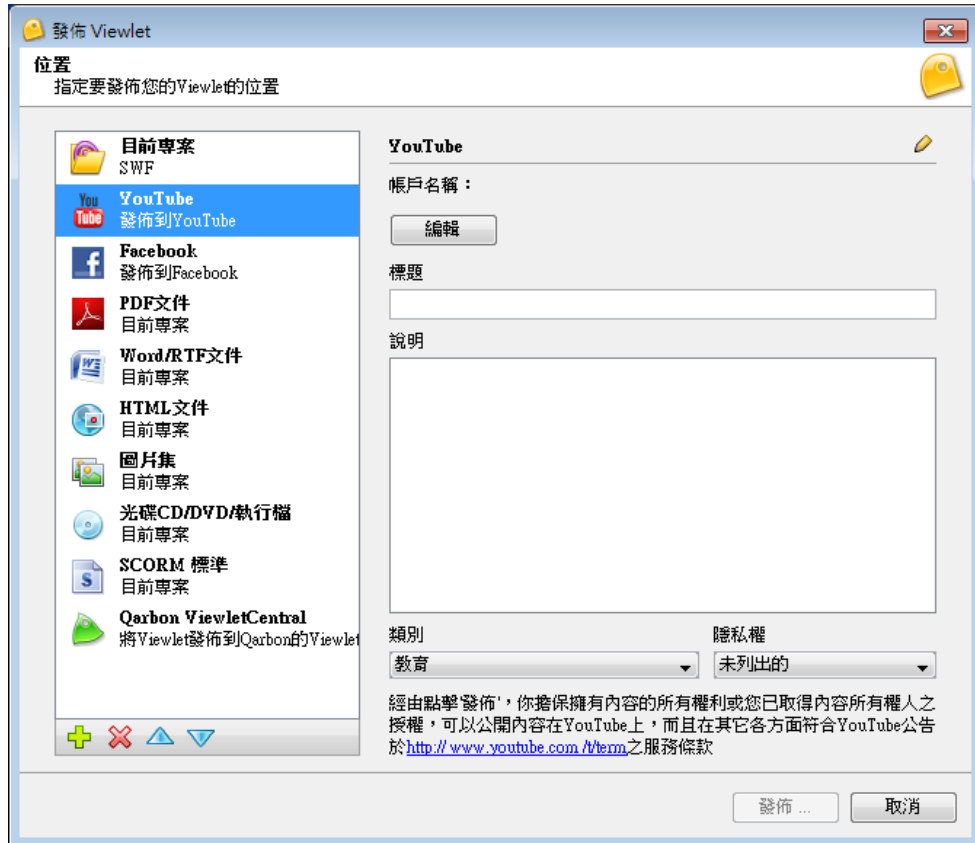 發佈 Viewlet
位置
指定要發佈您的Viewlet的位置
目前專案
SWF
You
Tube
YouTube
發佈到YouTube
Facebook
發佈到Facebook
PDF文件
目前專案
Word/RTF文件
目前專案
HTML文件
目前專案
圖片集
目前專案
光碟CD/DVD/執行檔
目前專案
SCORM 標準
目前專案
Qarbon ViewletCentral
將Viewlet發佈到Qarbon的Viewlet
YouTube
帳戶名稱：
編輯
標題
說明
類別
隱私權
教育
未列出的
經由點擊'發佈'，你擔保擁有內容的所有權利或您已取得內容所有權人之
授權，可以公開內容在YouTube上，而且在其它各方面符合YouTube公告
於http://www.youtube.com/t/term之服務條款
發佈 ...
取消